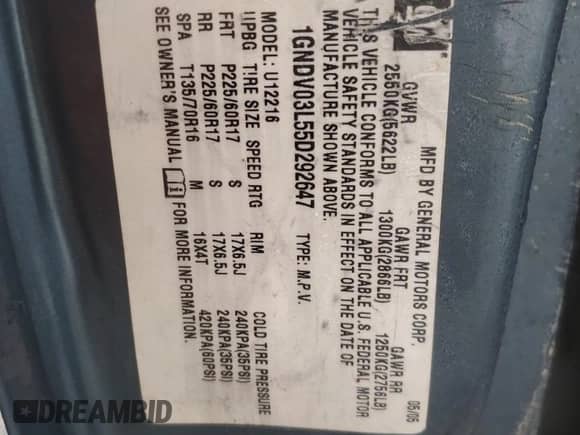 MFD BY GENERAL MOTORS CORP. 05/05
GVWR GAWR FRT GAWR RR
2550KG(5622LB) 1300KG(2866LB) 1250KG(2756LB)
THIS VEHICLE CONFORMS TO ALL APPLICABLE U.S. FEDERAL MOTOR
VEHICLE SAFETY STANDARDS IN EFFECT ON THE DATE OF
MANUFACTURE SHOWN ABOVE.
1GNDV03L55D292647 TYPE: M.P.V.
MODEL: U12216
UPBG TIRE SIZE SPEED RTG RIM COLD TIRE PRESSURE
FRT P225/60R17 S 17X6.5J 240KPA(35PSI)
RR P225/60R17 S 17X6.5J 240KPA(35PSI)
SPA T135/70R16 M 16X4T 420KPA(60PSI)
SEE OWNER'S MANUAL FOR MORE INFORMATION.
DREAMBID